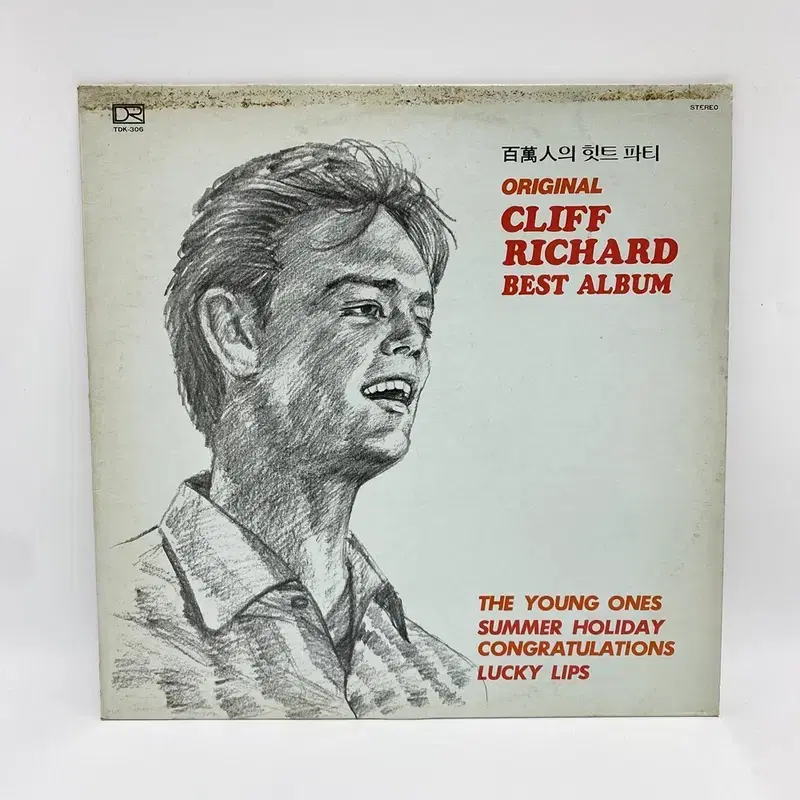 DR
TDK-306
STEREO
百萬人의 힛트 파티
ORIGINAL
CLIFF
RICHARD
BEST ALBUM
THE YOUNG ONES
SUMMER HOLIDAY
CONGRATULATIONS
LUCKY LIPS